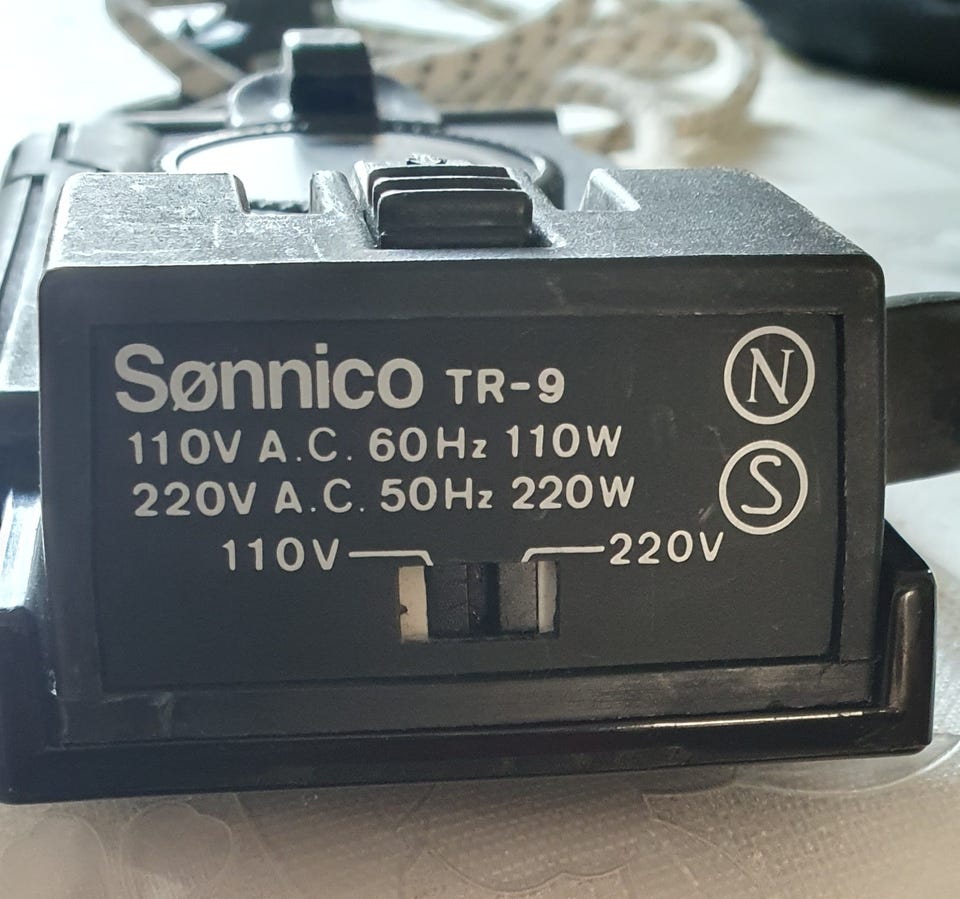 Sønnico TR-9
N
110V A.C. 60Hz 110W
220V A.C. 50Hz 220W
S
110V 220V